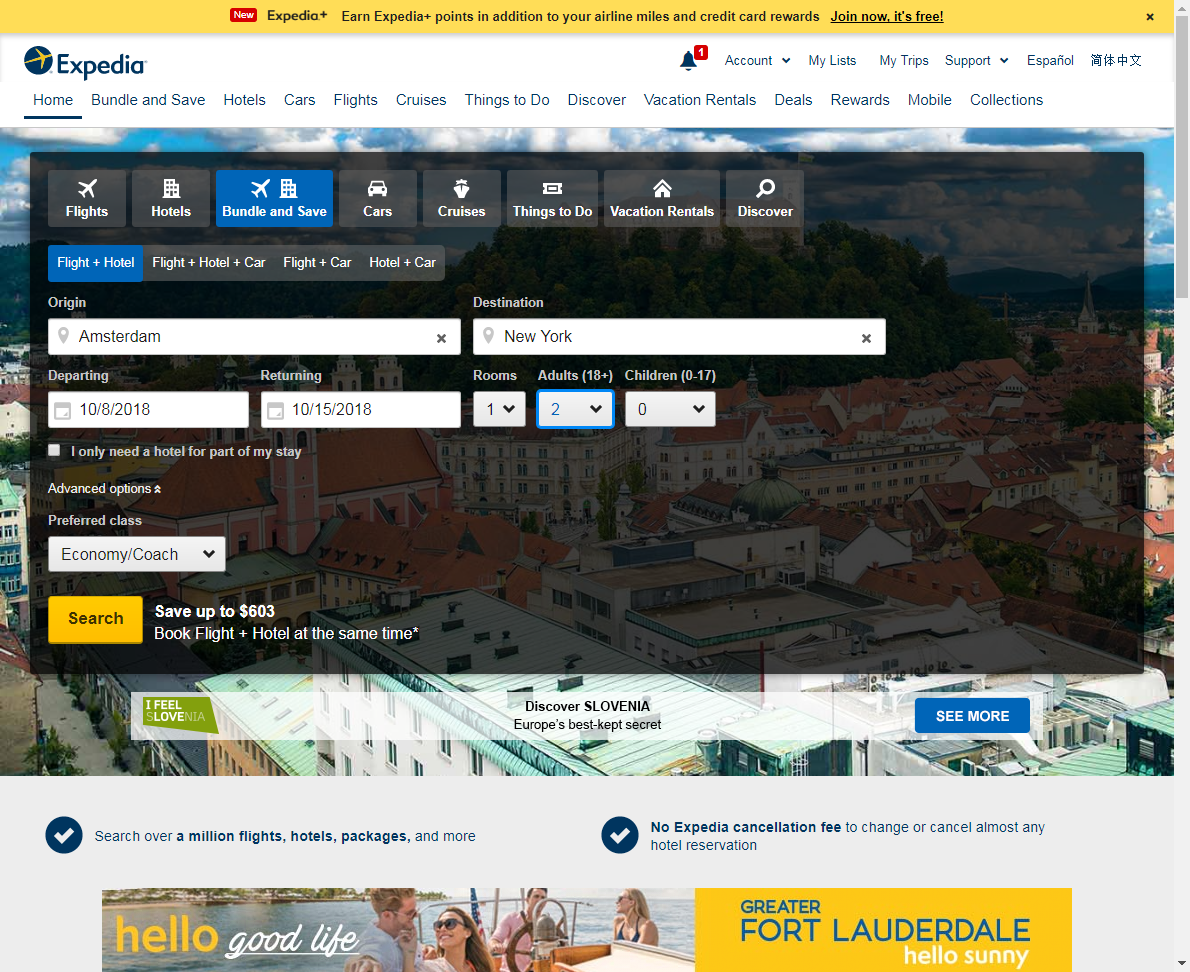 New Expedia+ Earn Expedia+ points in addition to your airline miles and credit card rewards Join now, it's free! ×
Expedia
1 Account My Lists My Trips Support Español 简体中文
Home Bundle and Save Hotels Cars Flights Cruises Things to Do Discover Vacation Rentals Deals Rewards Mobile Collections
Flights Hotels Bundle and Save Cars Cruises Things to Do Vacation Rentals Discover
Flight + Hotel Flight + Hotel + Car Flight + Car Hotel + Car
Origin Destination
Amsterdam × New York ×
Departing Returning Rooms Adults (18+) Children (0-17)
10/8/2018 10/15/2018 1 2 0
I only need a hotel for part of my stay
Advanced options
Preferred class
Economy/Coach
Search
Save up to $603
Book Flight + Hotel at the same time*
I FEEL
SLOVENIA
Discover SLOVENIA
Europe's best-kept secret
SEE MORE
Search over a million flights, hotels, packages, and more
No Expedia cancellation fee to change or cancel almost any
hotel reservation
hello good life
GREATER
FORT LAUDERDALE
hello sunny